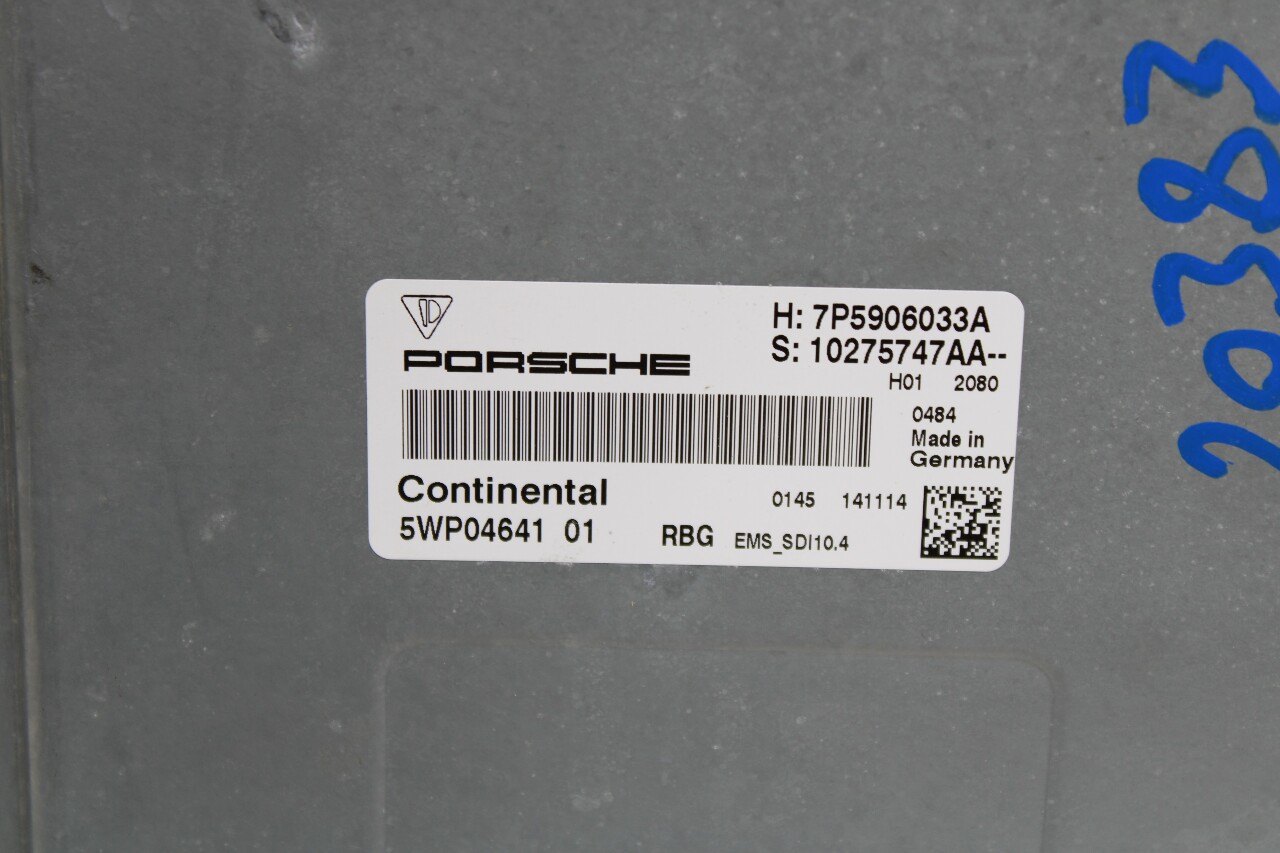 PORSCHE
H: 7P5906033A
S: 10275747AA--
H01 2080
0484
Made in
Germany
Continental
0145 141114
5WP04641 01 RBG EMS_SDI10.4
20383